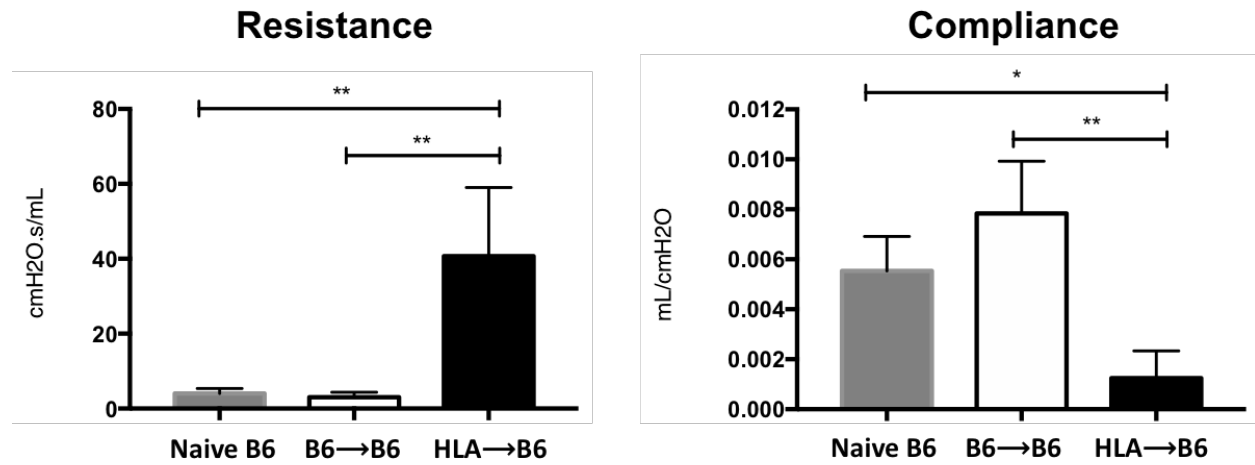 Resistance
**
**
80
60
40
20
0
cmH2O.s/mL
Naive B6 B6→B6 HLA→B6
Compliance
*
**
0.012
0.010
0.008
0.006
0.004
0.002
0.000
mL/cmH2O
Naive B6 B6→B6 HLA→B6